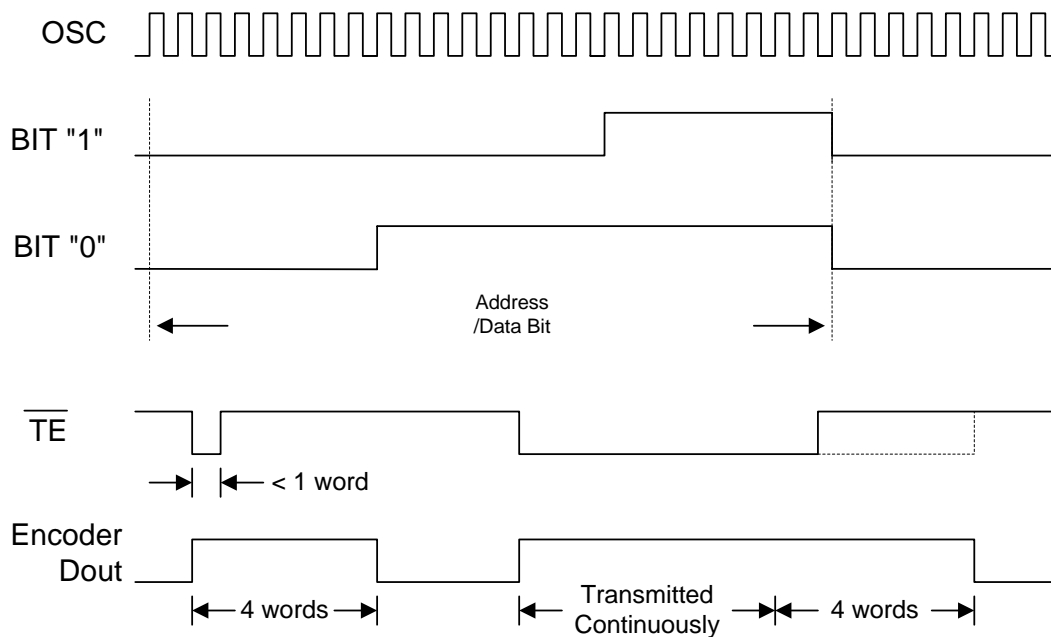 OSC
BIT "1"
BIT "0"
Address
/Data Bit
TE
< 1 word
Encoder
Dout
4 words
Transmitted
Continuously
4 words